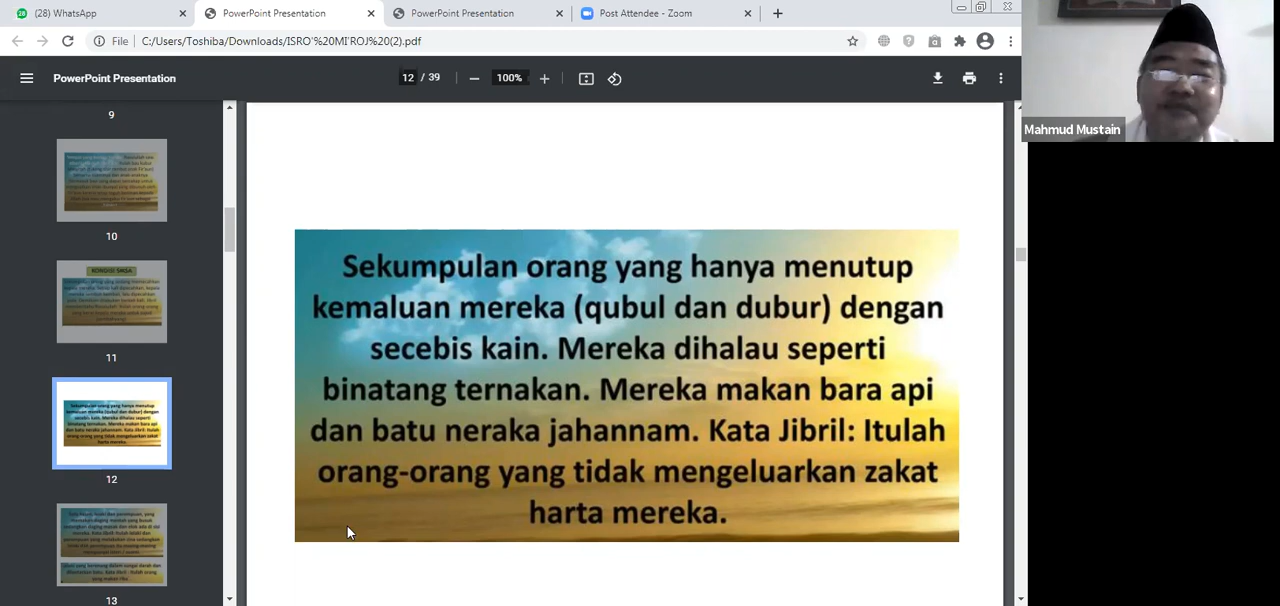 (28) WhatsApp
PowerPoint Presentation
PowerPoint Presentation
Post Attendee - Zoom
File
C:/Users/Toshiba/Downloads/ISRO'%20MI'ROJ%20(2).pdf
PowerPoint Presentation
12 / 39
100%
9
10
KONDISI SIKSA
11
12
13
Sekumpulan orang yang hanya menutup
kemaluan mereka (qubul dan dubur) dengan
secebis kain. Mereka dihalau seperti
binatang ternakan. Mereka makan bara api
dan batu neraka jahannam. Kata Jibril: Itulah
orang-orang yang tidak mengeluarkan zakat
harta mereka.
Mahmud Mustain